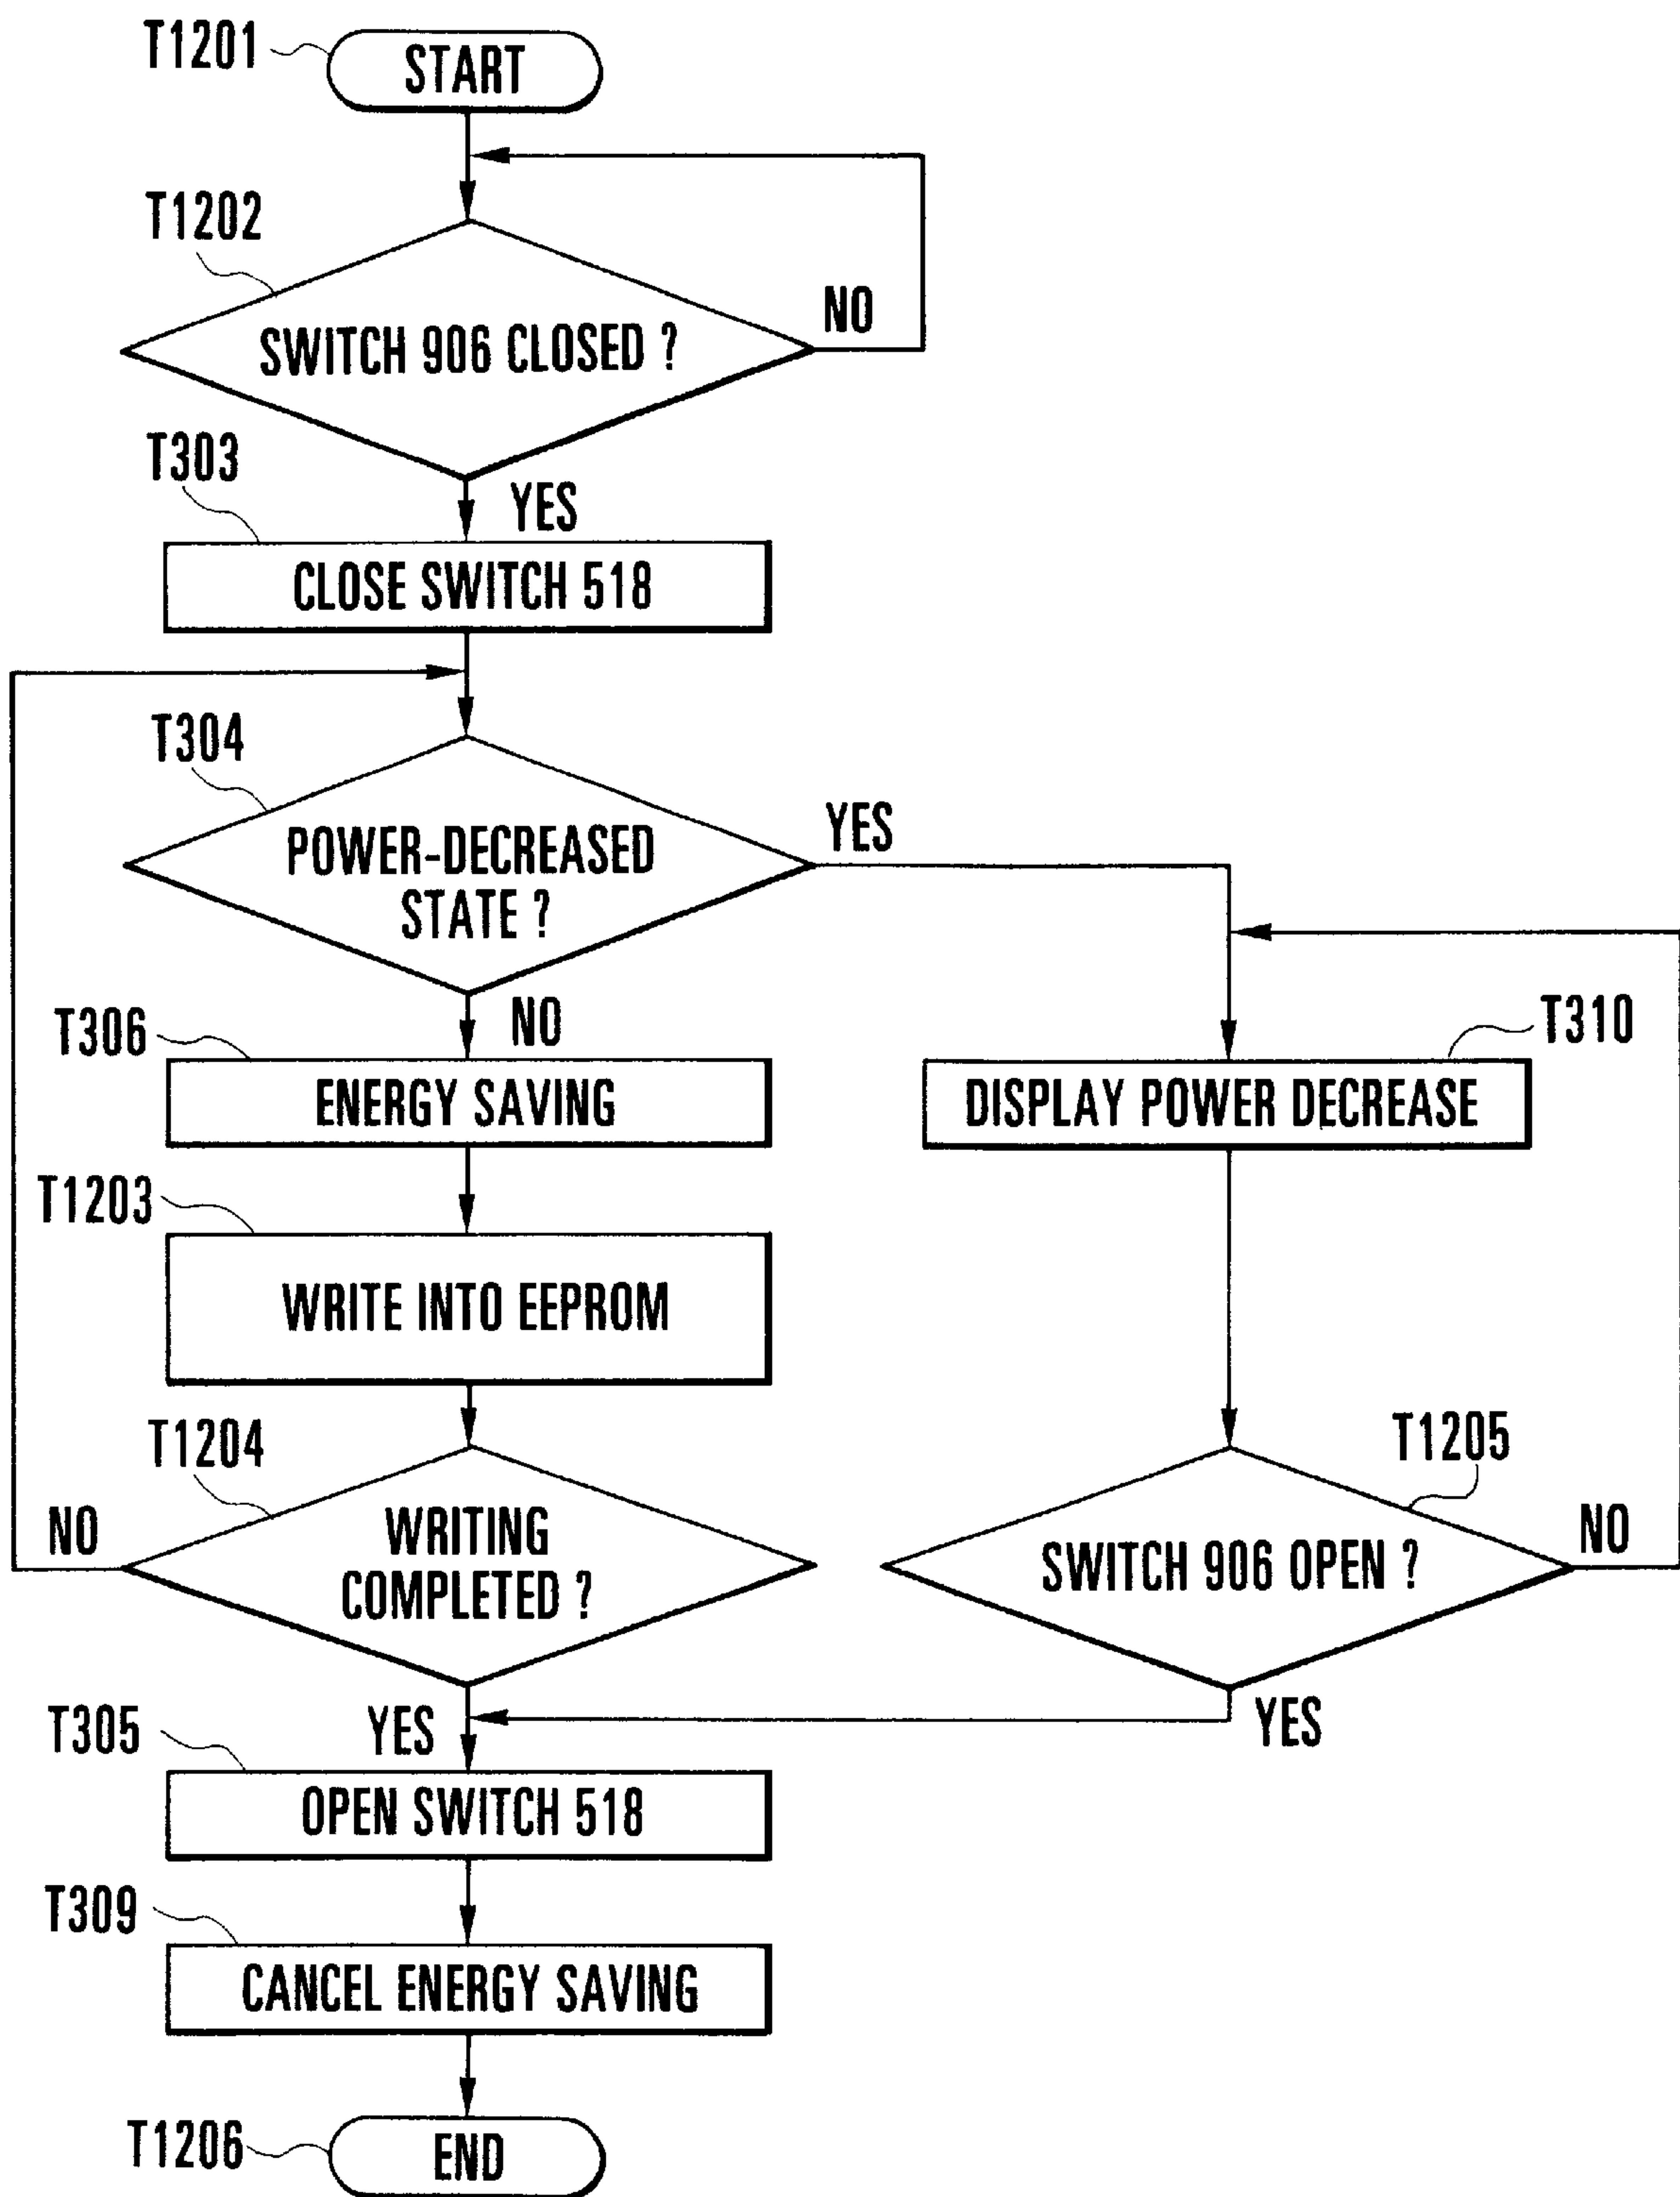 T1201
START
T1202
NO
SWITCH 906 CLOSED ?
T303
YES
CLOSE SWITCH 518
T304
YES
POWER-DECREASED
STATE ?
NO
T306
T310
ENERGY SAVING
DISPLAY POWER DECREASE
T1203
WRITE INTO EEPROM
T1204
T1205
NO
WRITING
COMPLETED ?
SWITCH 906 OPEN ?
NO
T305
YES
YES
OPEN SWITCH 518
T309
CANCEL ENERGY SAVING
T1206
END